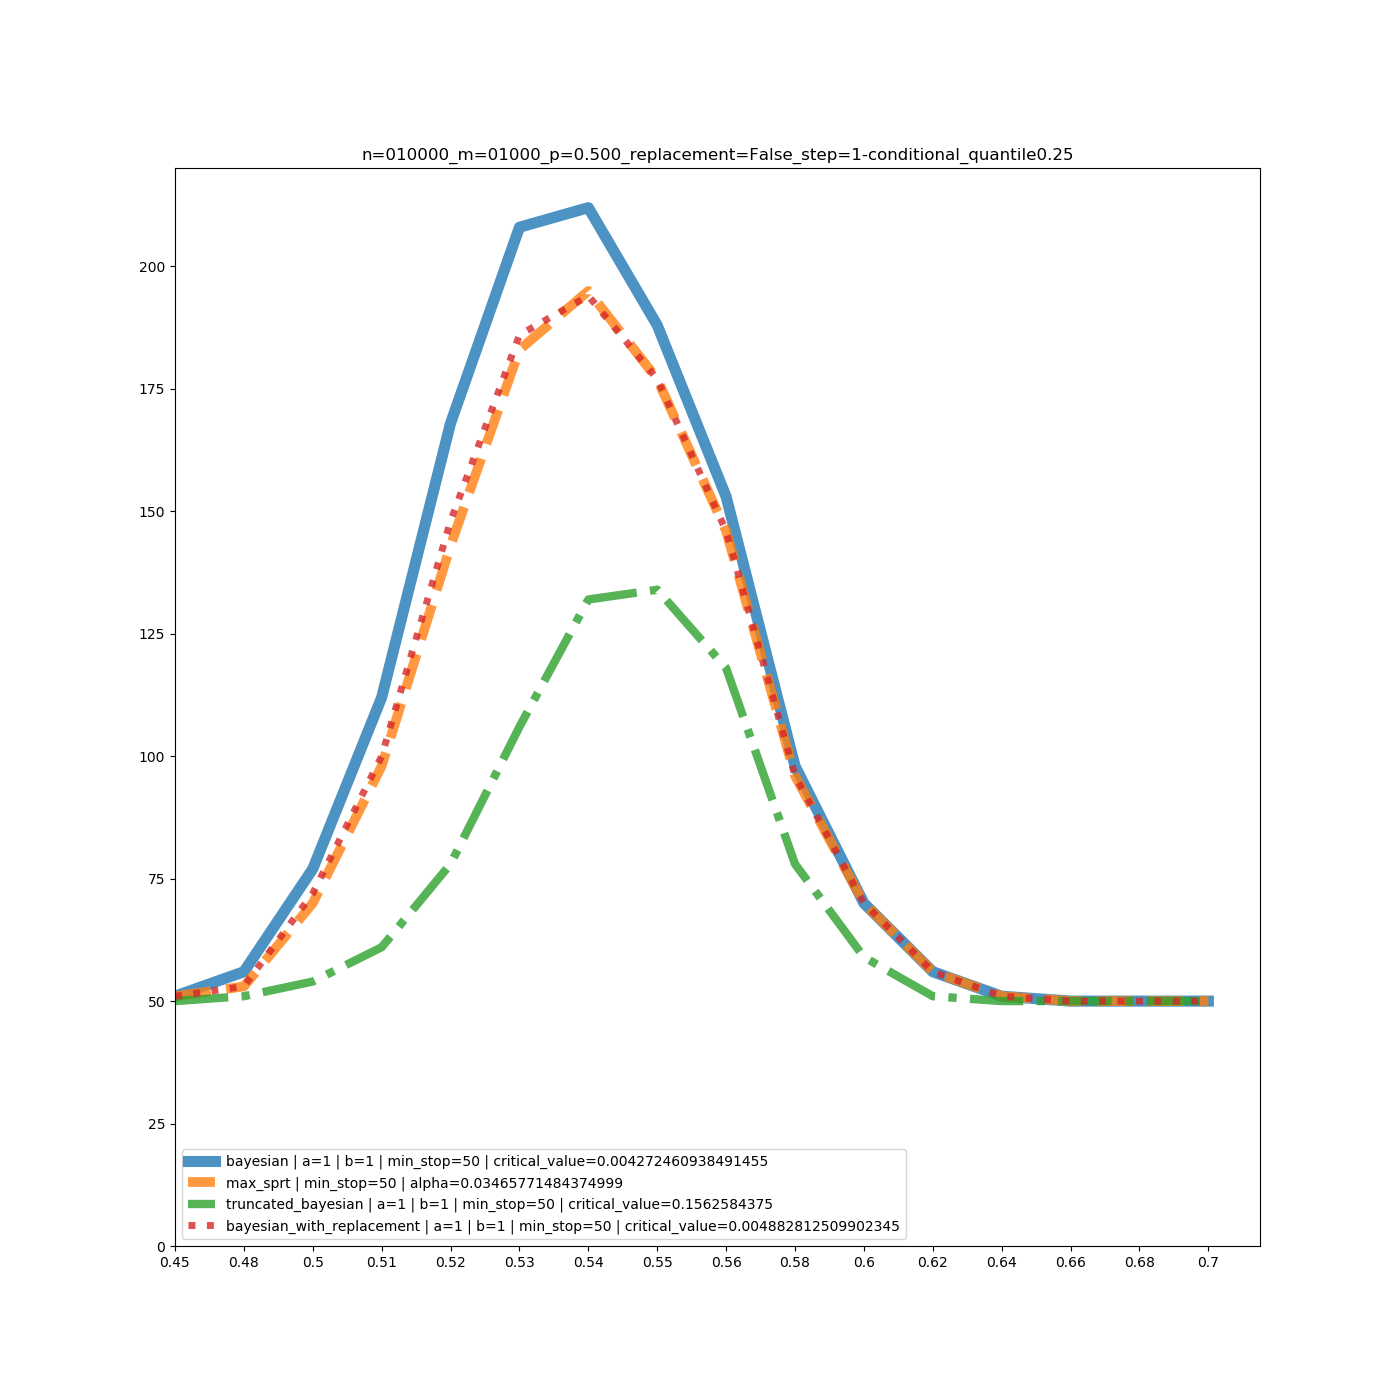 n=010000_m=01000_p=0.500_replacement=False_step=1-conditional_quantile0.25
200
175
150
125
100
75
50
25
0
bayesian | a=1 | b=1 | min_stop=50 | critical_value=0.004272460938491455
max_sprt | min_stop=50 | alpha=0.03465771484374999
truncated_bayesian | a=1 | b=1 | min_stop=50 | critical_value=0.1562584375
bayesian_with_replacement | a=1 | b=1 | min_stop=50 | critical_value=0.004882812509902345
0.45 0.48 0.5 0.51 0.52 0.53 0.54 0.55 0.56 0.58 0.6 0.62 0.64 0.66 0.68 0.7